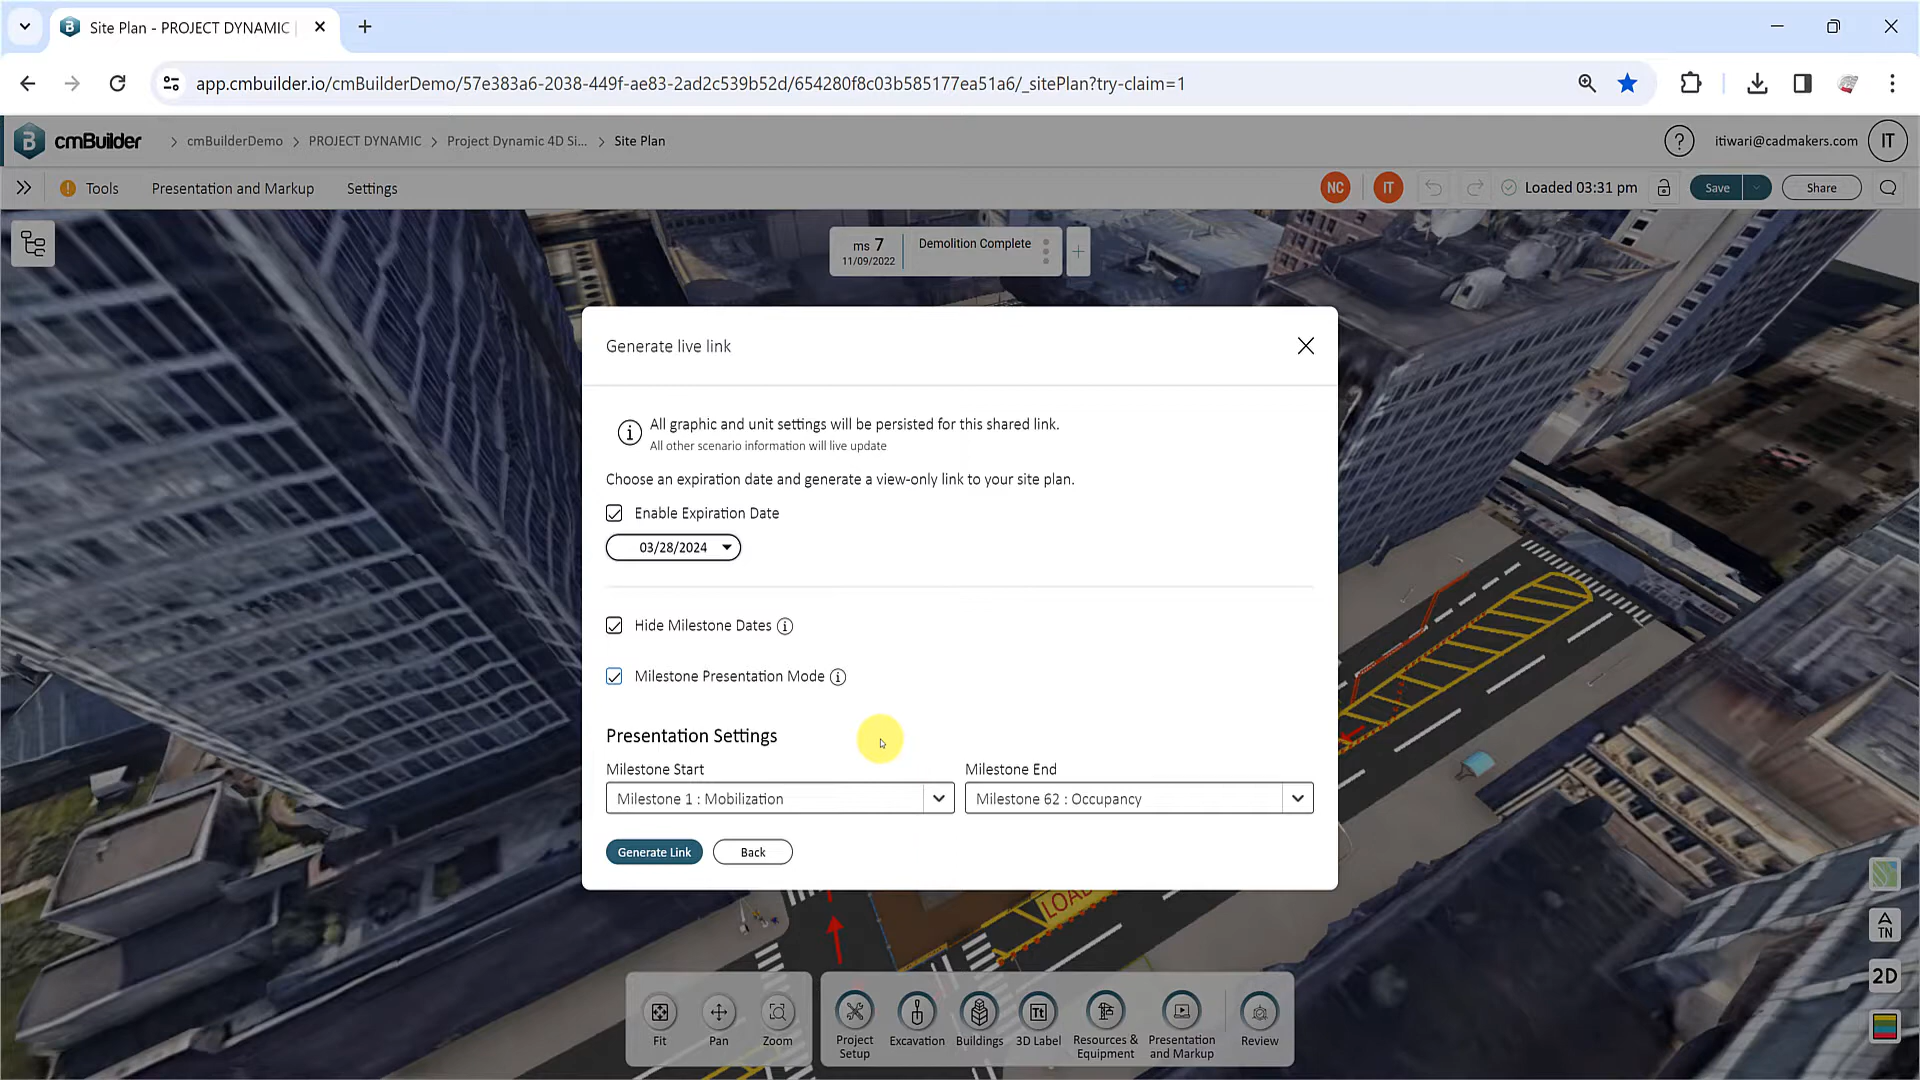 Site Plan - PROJECT DYNAMIC
app.cmbuilder.io/cmBuilderDemo/57e383a6-2038-449f-ae83-2ad2c539b52d/654280f8c03b585177ea51a6/_sitePlan?try-claim=1
B cmBuilder > cmBuilderDemo > PROJECT DYNAMIC > Project Dynamic 4D Si... > Site Plan
? itiwari@cadmakers.com IT
Tools Presentation and Markup Settings NC IT Loaded 03:31 pm Save Share
ms 7 Demolition Complete
11/09/2022
Generate live link
All graphic and unit settings will be persisted for this shared link.
All other scenario information will live update
Choose an expiration date and generate a view-only link to your site plan.
Enable Expiration Date
03/28/2024
Hide Milestone Dates
Milestone Presentation Mode
Presentation Settings
Milestone Start Milestone End
Milestone 1 : Mobilization Milestone 62 : Occupancy
Generate Link Back
LOAD
A
TN
2D
Fit Pan Zoom
Project Setup
Excavation Buildings
Tt
3D Label
Resources & Equipment
Presentation and Markup
Review